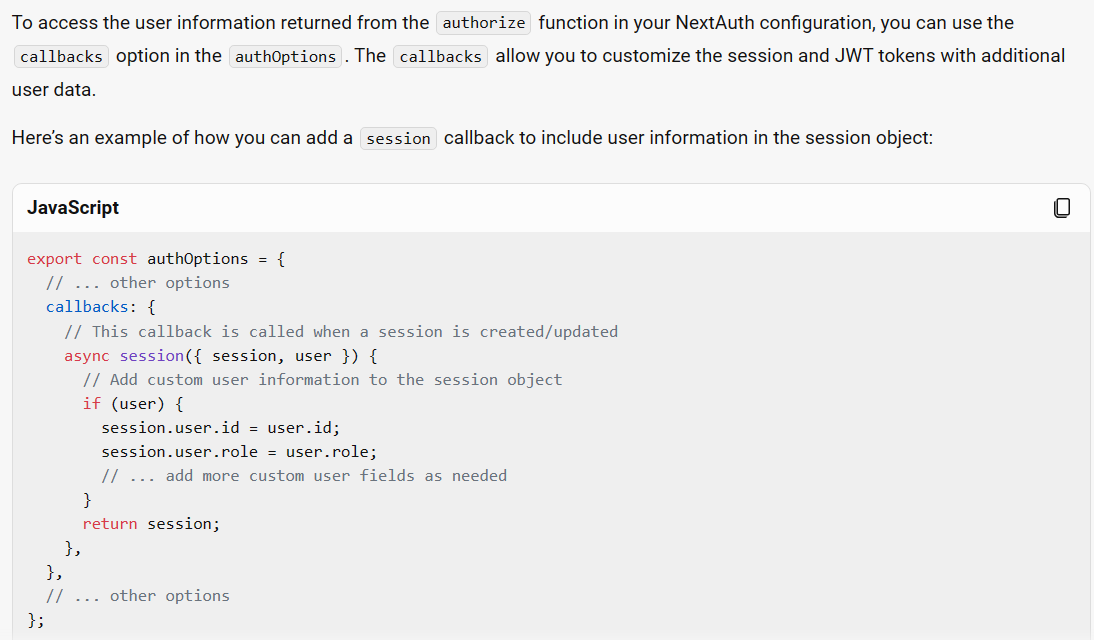 To access the user information returned from the authorize function in your NextAuth configuration, you can use the
callbacks option in the authOptions. The callbacks allow you to customize the session and JWT tokens with additional
user data.
Here’s an example of how you can add a session callback to include user information in the session object:
JavaScript
export const authOptions = {
  // ... other options
  callbacks: {
    // This callback is called when a session is created/updated
    async session({ session, user }) {
      // Add custom user information to the session object
      if (user) {
        session.user.id = user.id;
        session.user.role = user.role;
        // ... add more custom user fields as needed
      }
      return session;
    },
  },
  // ... other options
};